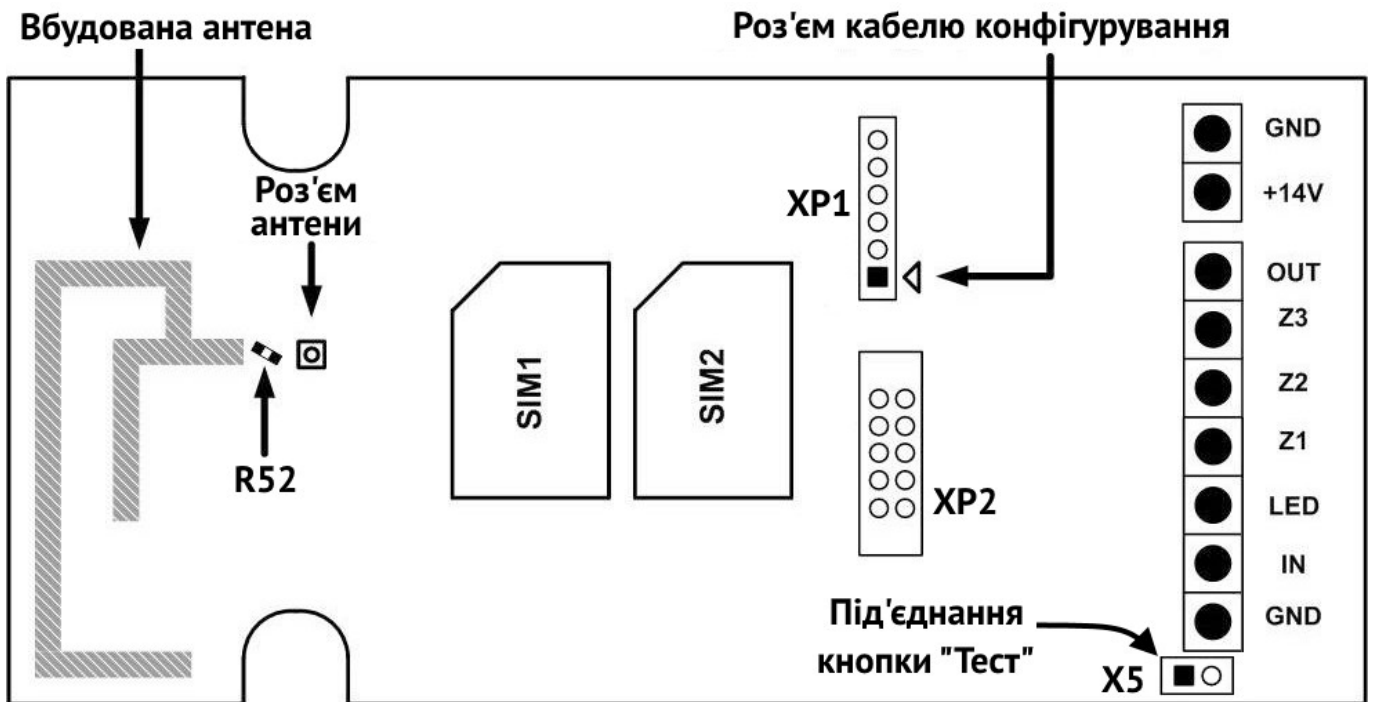 Вбудована антена
Роз'єм кабелю конфігурування
Роз'єм
антени
R52
SIM1
SIM2
XP1
XP2
GND
+14V
OUT
Z3
Z2
Z1
LED
IN
GND
Під'єднання
кнопки "Тест"
X5